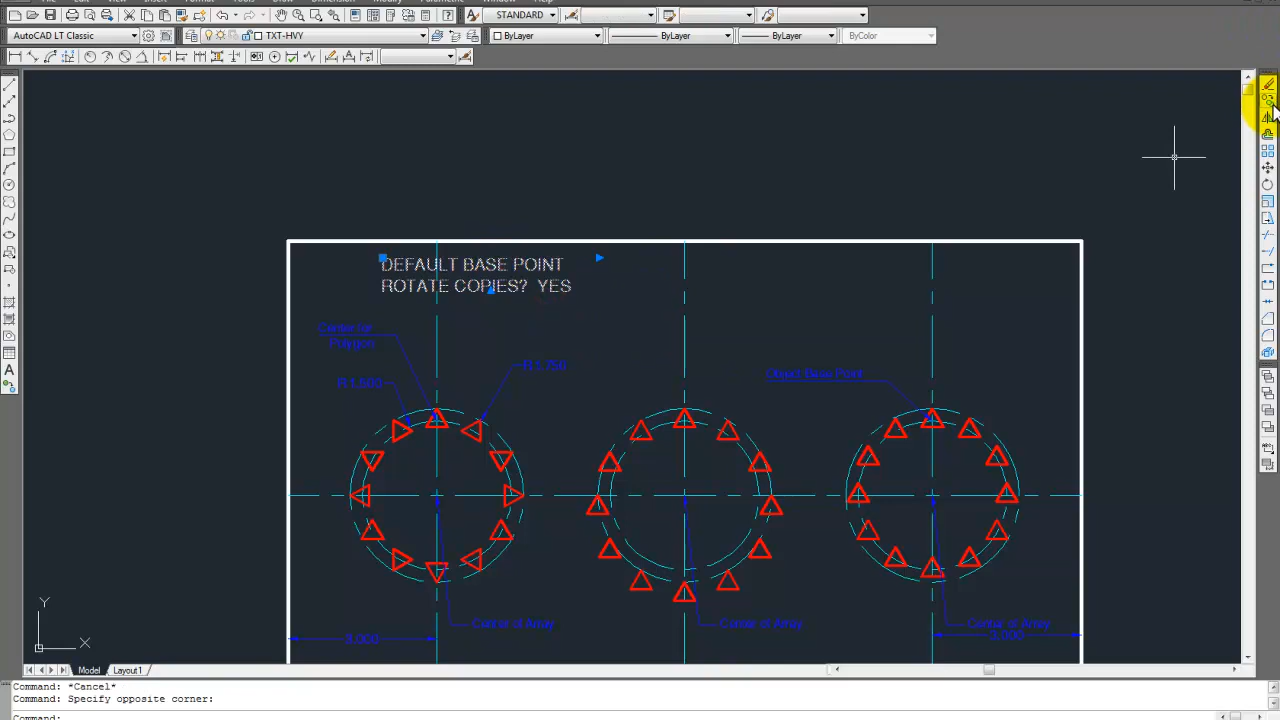 STANDARD
AutoCAD LT Classic
TXT-HVY
ByLayer
ByLayer
ByLayer
ByColor
DEFAULT BASE POINT
ROTATE COPIES? YES
Center for
Polygon
R1.500
R1.750
Object Base Point
Center of Array
Center of Array
Center of Array
3.000
3.000
Y
X
Model
Layout1
Command: *Cancel*
Command: Specify opposite corner:
Command: